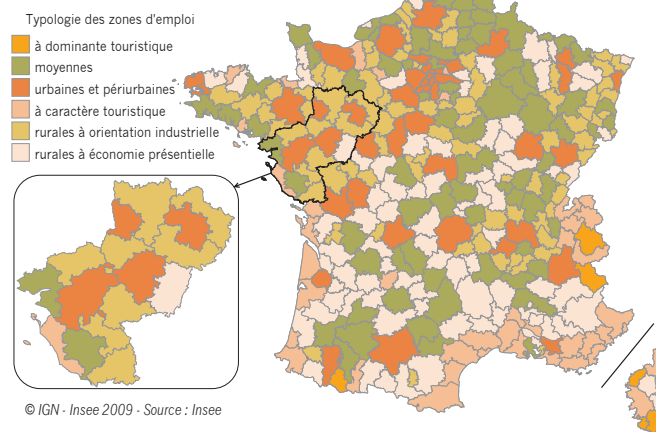 Typologie des zones d'emploi
à dominante touristique
moyennes
urbaines et périurbaines
à caractère touristique
rurales à orientation industrielle
rurales à économie présentielle
© IGN - Insee 2009 - Source : Insee